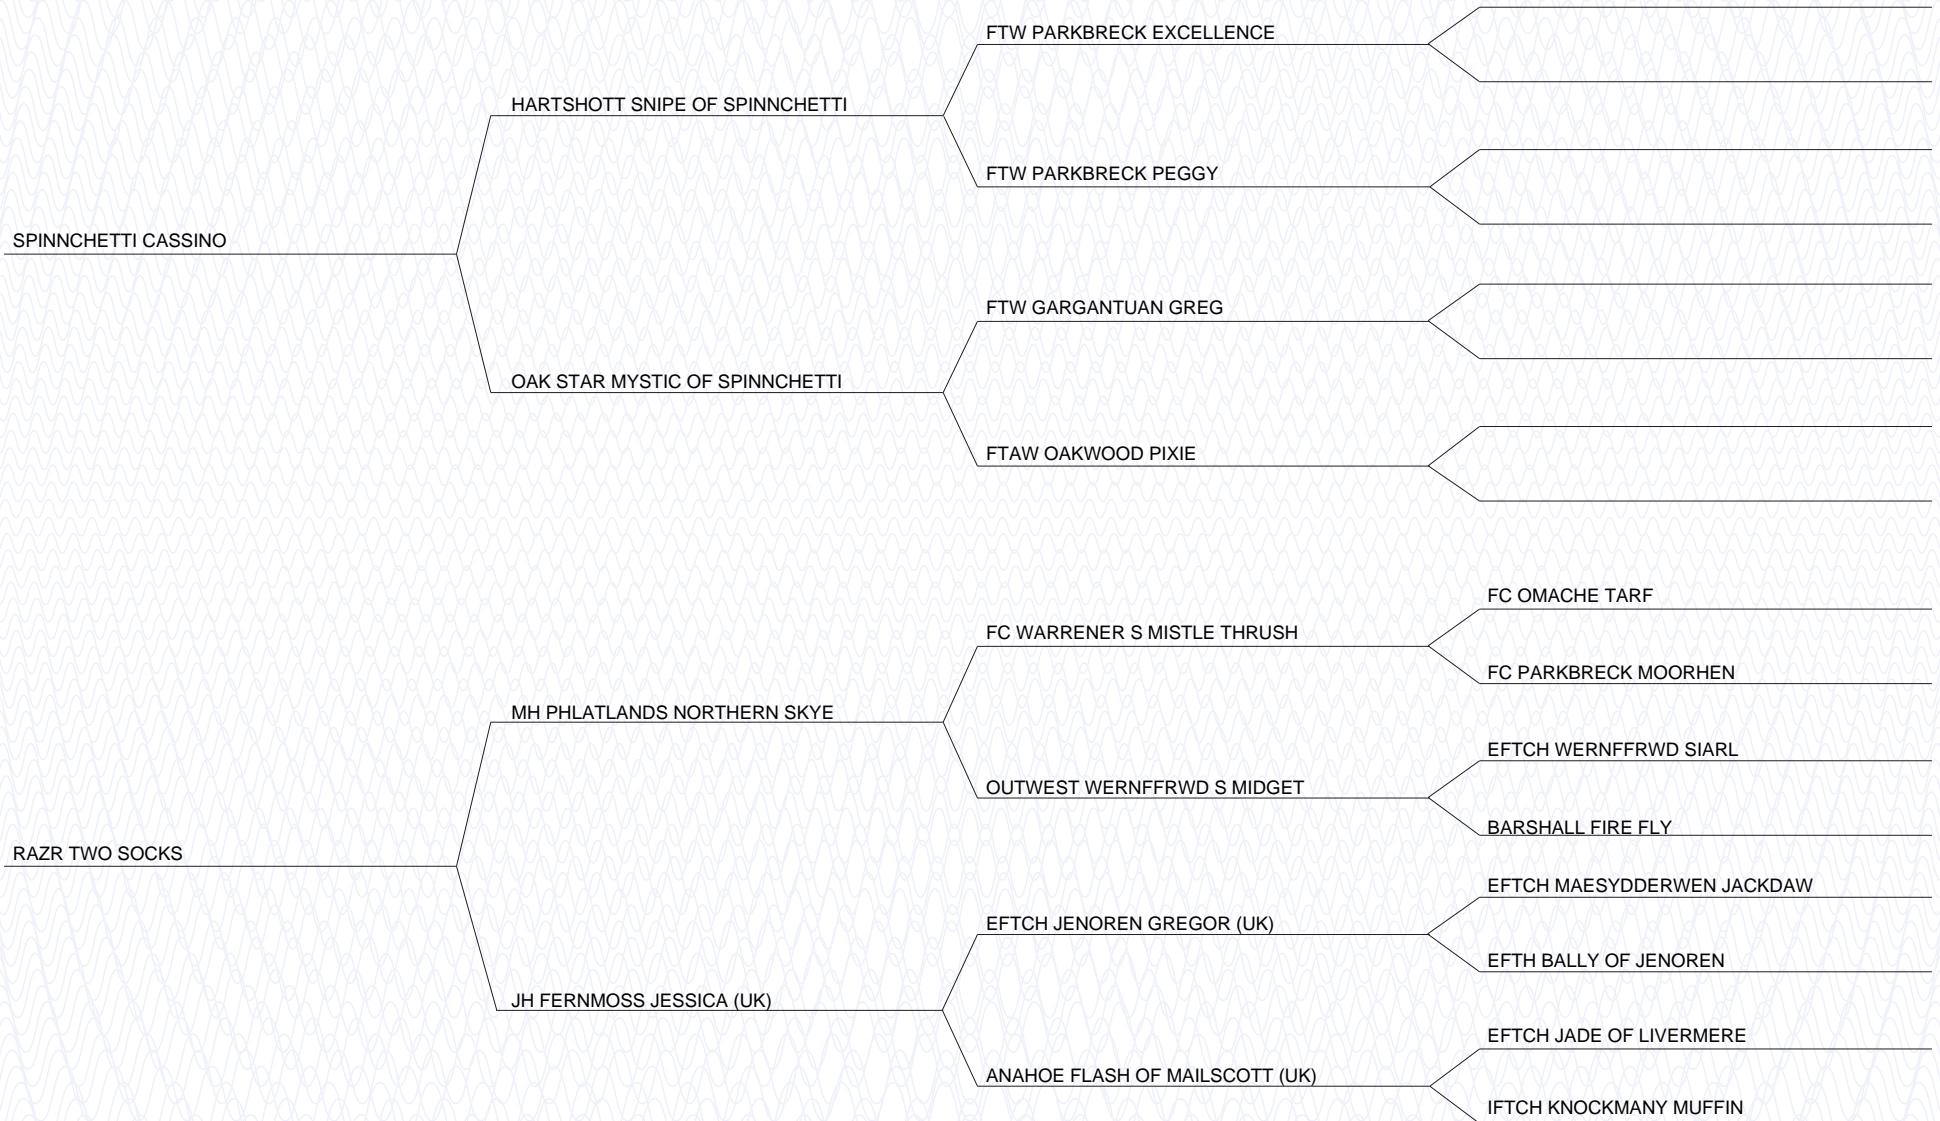 FTW PARKBRECK EXCELLENCE
HARTSHOTT SNIPE OF SPINNCHETTI
FTW PARKBRECK PEGGY
SPINNCHETTI CASSINO
FTW GARGANTUAN GREG
OAK STAR MYSTIC OF SPINNCHETTI
FTAW OAKWOOD PIXIE
FC OMACHE TARF
FC WARRENER S MISTLE THRUSH
FC PARKBRECK MOORHEN
MH PHLATLANDS NORTHERN SKYE
EFTCH WERNFFRWD SIARL
OUTWEST WERNFFRWD S MIDGET
BARSHALL FIRE FLY
RAZR TWO SOCKS
EFTCH MAESYDDERWEN JACKDAW
EFTCH JENOREN GREGOR (UK)
EFTH BALLY OF JENOREN
JH FERNMOSS JESSICA (UK)
EFTCH JADE OF LIVERMERE
ANAHOE FLASH OF MAILSCOTT (UK)
IFTCH KNOCKMANY MUFFIN